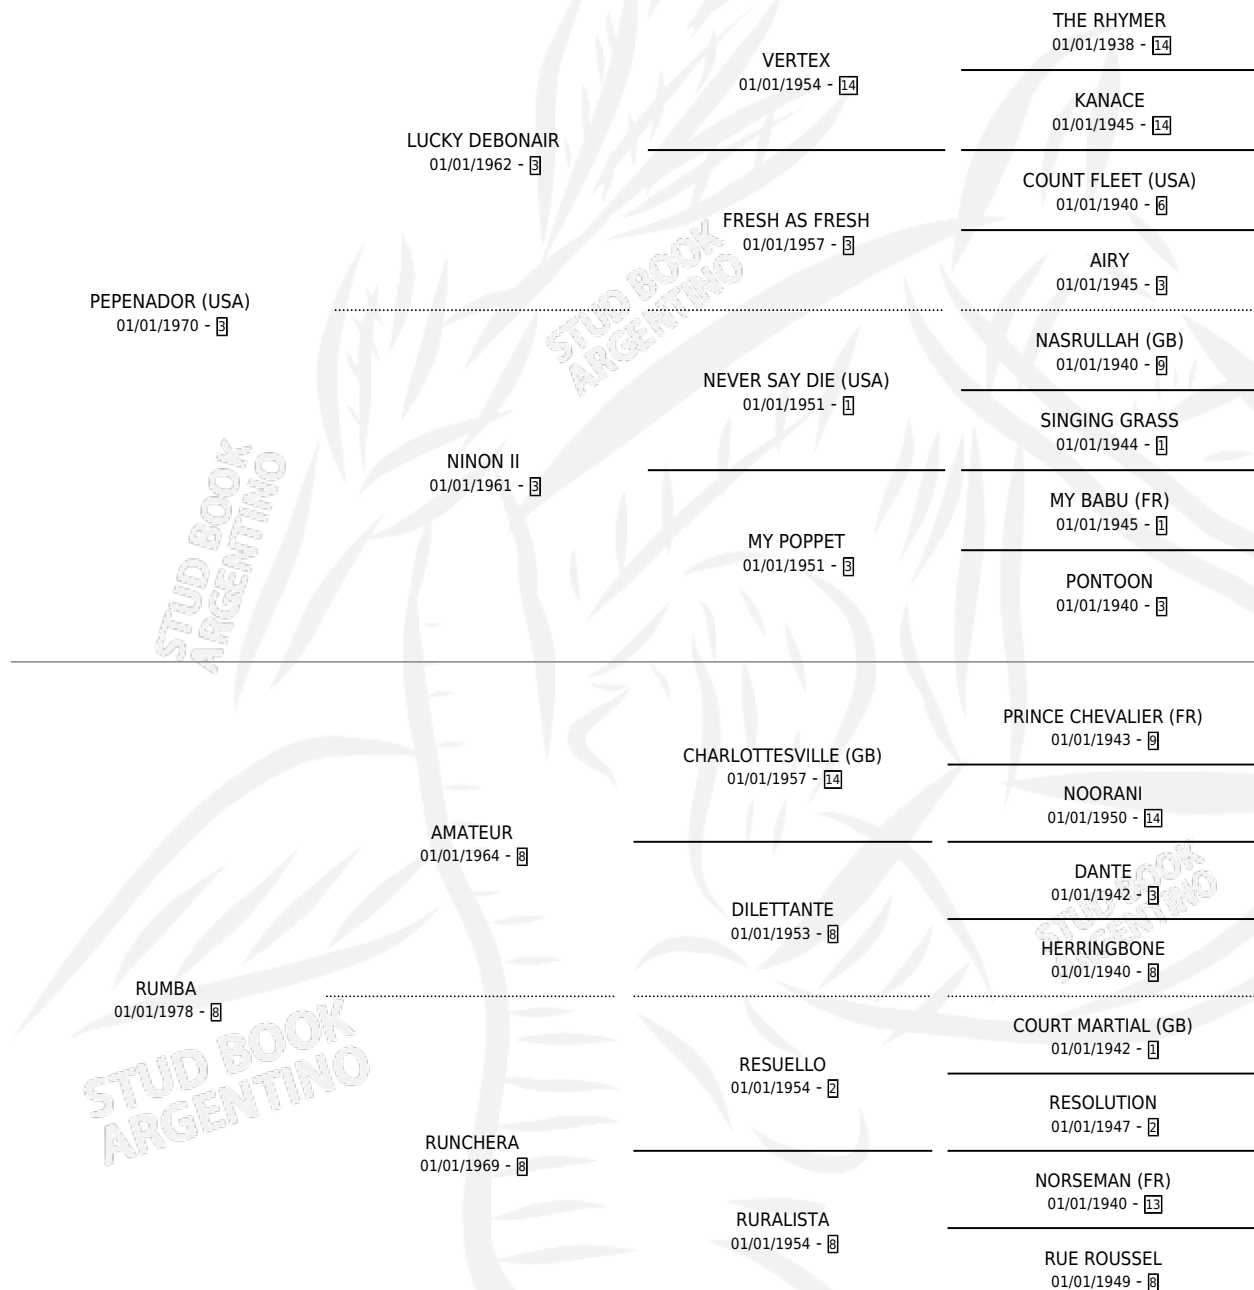 THE RHYMER
01/01/1938 - 14
VERTEX
01/01/1954 - 14
KANACE
01/01/1945 - 14
LUCKY DEBONAIR
01/01/1962 - 3
COUNT FLEET (USA)
01/01/1940 - 6
FRESH AS FRESH
01/01/1957 - 3
AIRY
01/01/1945 - 3
PEPENADOR (USA)
01/01/1970 - 3
NASRULLAH (GB)
01/01/1940 - 9
NEVER SAY DIE (USA)
01/01/1951 - 1
SINGING GRASS
01/01/1944 - 1
NINON II
01/01/1961 - 3
MY BABU (FR)
01/01/1945 - 1
MY POPPET
01/01/1951 - 3
PONTOON
01/01/1940 - 3
PRINCE CHEVALIER (FR)
01/01/1943 - 9
CHARLOTTESVILLE (GB)
01/01/1957 - 14
NOORANI
01/01/1950 - 14
AMATEUR
01/01/1964 - 8
DANTE
01/01/1942 - 3
DILETTANTE
01/01/1953 - 8
HERRINGBONE
01/01/1940 - 8
RUMBA
01/01/1978 - 8
COURT MARTIAL (GB)
01/01/1942 - 1
RESUELLO
01/01/1954 - 2
RESOLUTION
01/01/1947 - 2
RUNCHERA
01/01/1969 - 8
NORSEMAN (FR)
01/01/1940 - 13
RURALISTA
01/01/1954 - 8
RUE ROUSSEL
01/01/1949 - 8
STUD BOOK
ARGENTINO
STUD BOOK
ARGENTINO
STUD BOOK
ARGENTINO
STUD BOOK
ARGENTINO